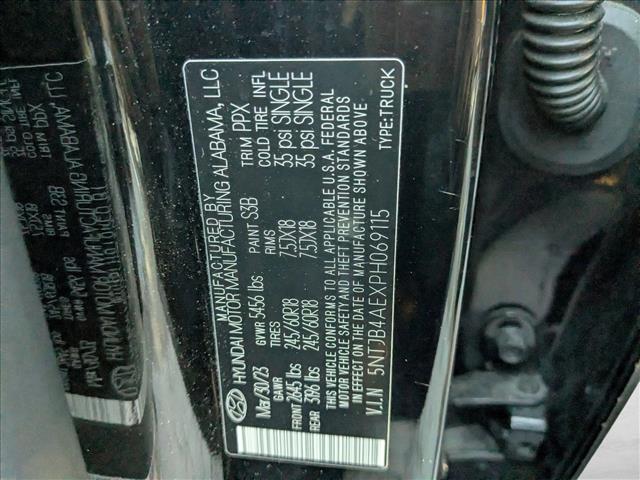 MANUFACTURED BY
HYUNDAI MOTOR MANUFACTURING ALABAMA, LLC
Mar/30/23 GVWR 5456 lbs PAINT S3B TRIM PPX
GAWR TIRES RIMS COLD TIRE INFL
FRONT 2645 lbs 245/60R18 7.5JX18 35 psi SINGLE
REAR 3198 lbs 245/60R18 7.5JX18 35 psi SINGLE
THIS VEHICLE CONFORMS TO ALL APPLICABLE U.S.A. FEDERAL
MOTOR VEHICLE SAFETY AND THEFT PREVENTION STANDARDS
IN EFFECT ON THE DATE OF MANUFACTURE SHOWN ABOVE.
V.I.N 5NTJB4AEXPH069115 TYPE:TRUCK